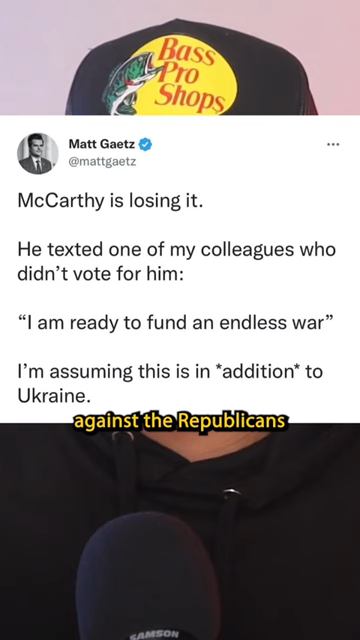 Bass
Pro
Shops
Matt Gaetz
@mattgaetz
McCarthy is losing it.
He texted one of my colleagues who
didn’t vote for him:
“I am ready to fund an endless war”
I’m assuming this is in *addition* to
Ukraine.
against the Republicans
SAMSON